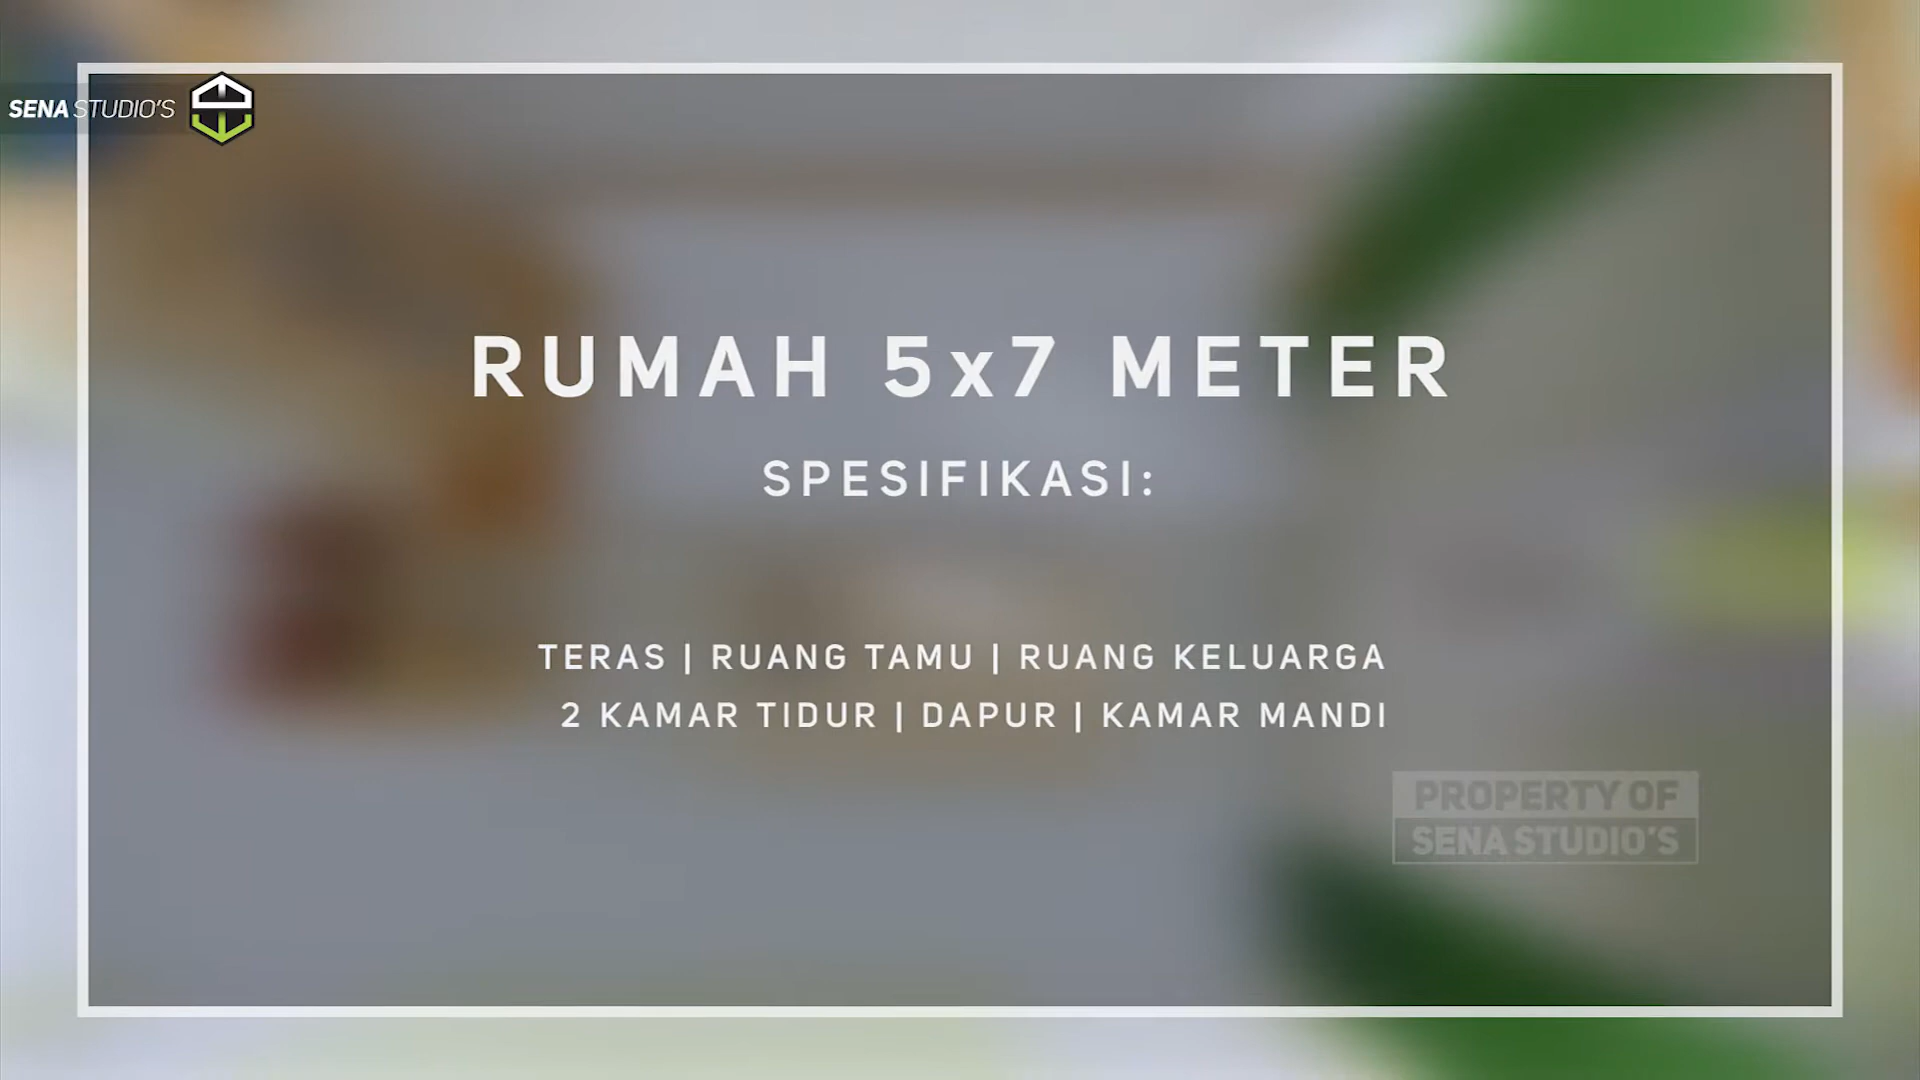 SENA STUDIO'S
RUMAH 5x7 METER
SPESIFIKASI:
TERAS | RUANG TAMU | RUANG KELUARGA
2 KAMAR TIDUR | DAPUR | KAMAR MANDI
PROPERTY OF
SENA STUDIO'S